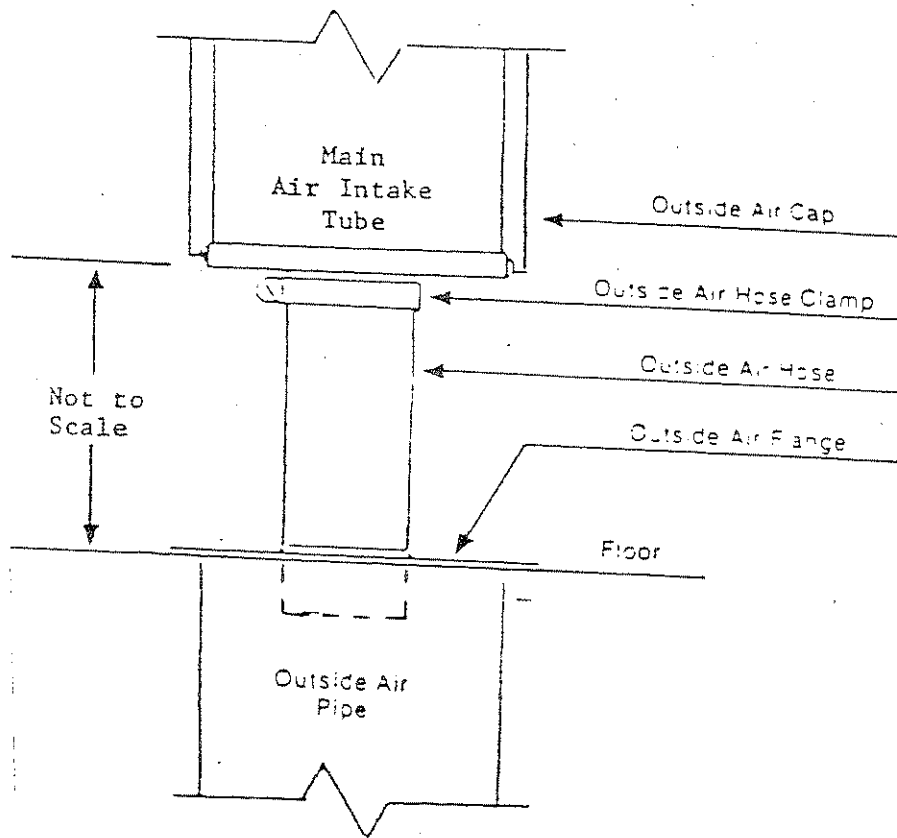 Main
Air Intake
Tube
Outside Air Cap
Outside Air Hose Clamp
Outside Air Hose
Not to
Scale
Outside Air Flange
Floor
Outside Air
Pipe